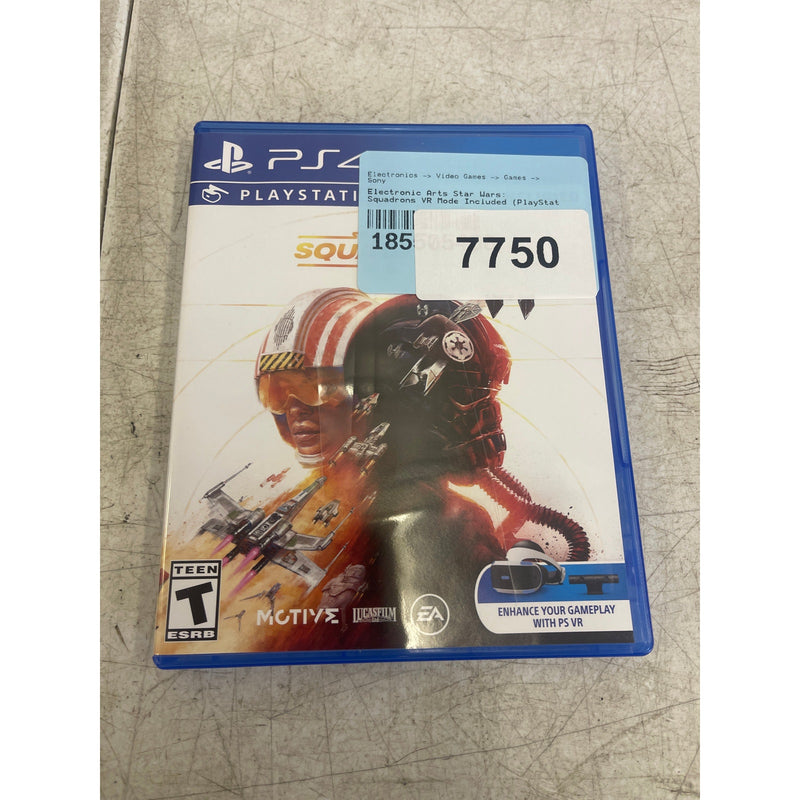 PS4
PLAYSTATI
Electronics -> Video Games -> Games ->
Sony
Electronic Arts Star Wars:
Squadrons VR Mode Included (PlayStat
185
7750
SQU
TEEN
T
ESRB
MOTIVE
LUCASFILM
EA
ENHANCE YOUR GAMEPLAY
WITH PS VR